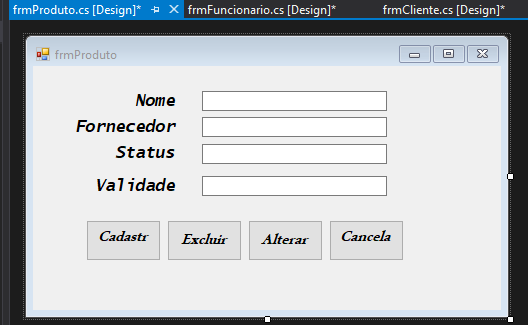 frmProduto.cs [Design]* frmFuncionario.cs [Design]* frmCliente.cs [Design]*
frmProduto
Nome
Fornecedor
Status
Validade
Cadastr Excluir Alterar Cancela